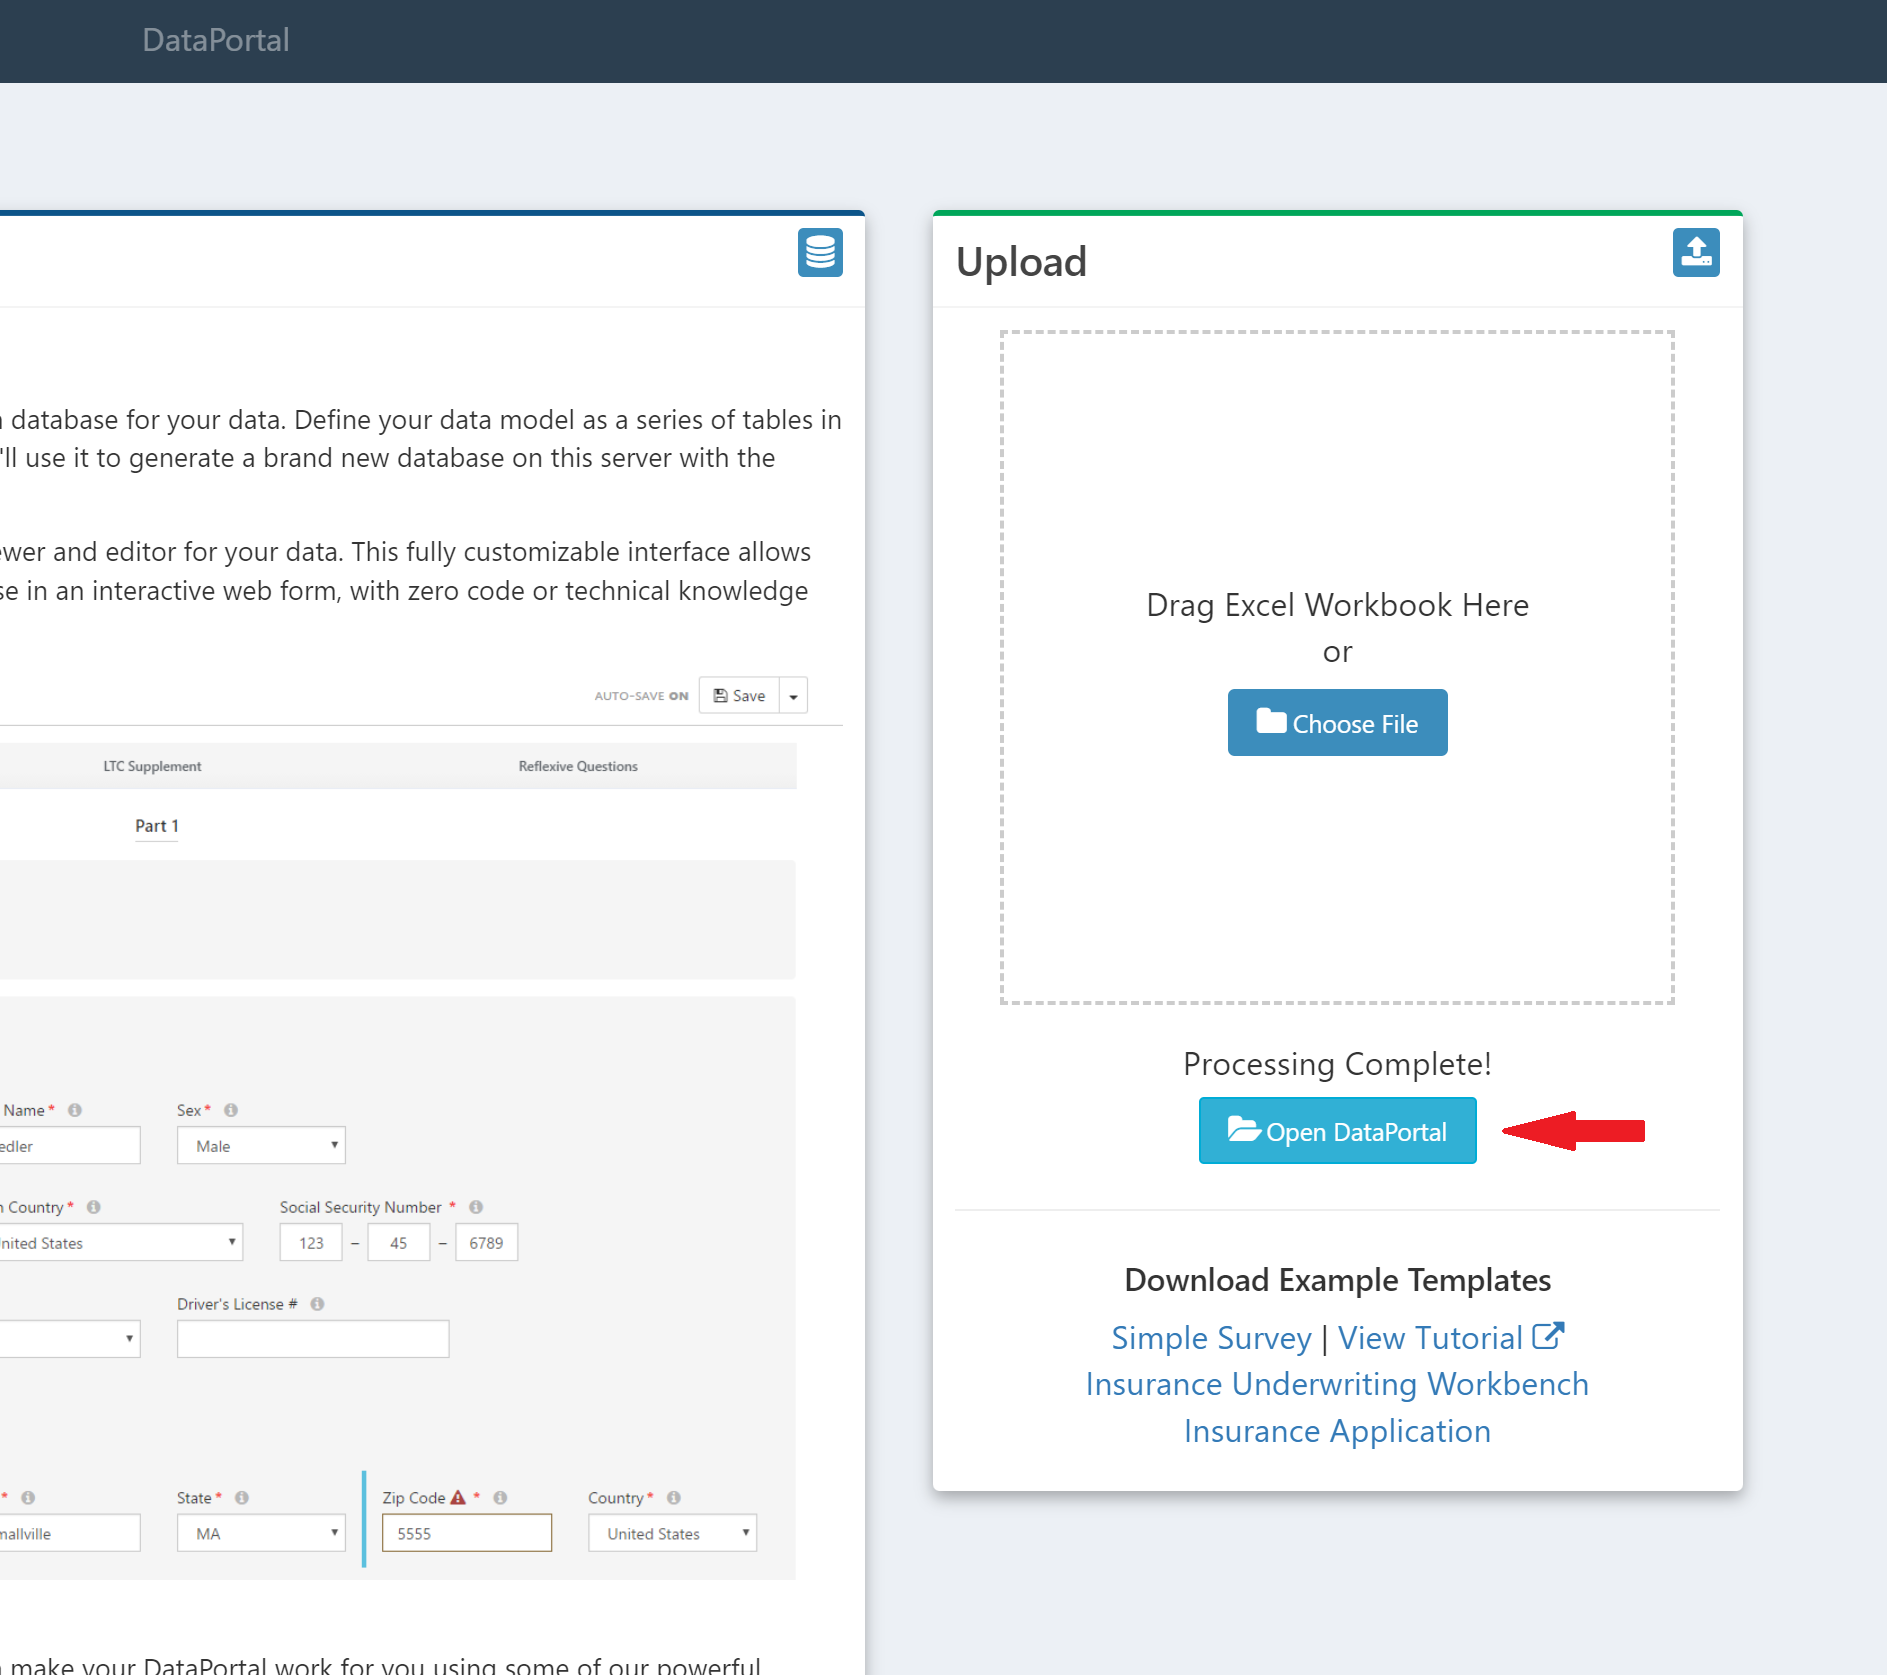 DataPortal
database for your data. Define your data model as a series of tables in
'll use it to generate a brand new database on this server with the
ewer and editor for your data. This fully customizable interface allows
se in an interactive web form, with zero code or technical knowledge
AUTO-SAVE ON Save
LTC Supplement Reflexive Questions
Part 1
Name* Sex*
edler Male
Country* Social Security Number *
nited States 123 – 45 – 6789
Driver's License #
* State* Zip Code * Country*
mallville MA 5555 United States
make your DataPortal work for you using some of our powerful
Upload
Drag Excel Workbook Here
or
Choose File
Processing Complete!
Open DataPortal
Download Example Templates
Simple Survey | View Tutorial
Insurance Underwriting Workbench
Insurance Application